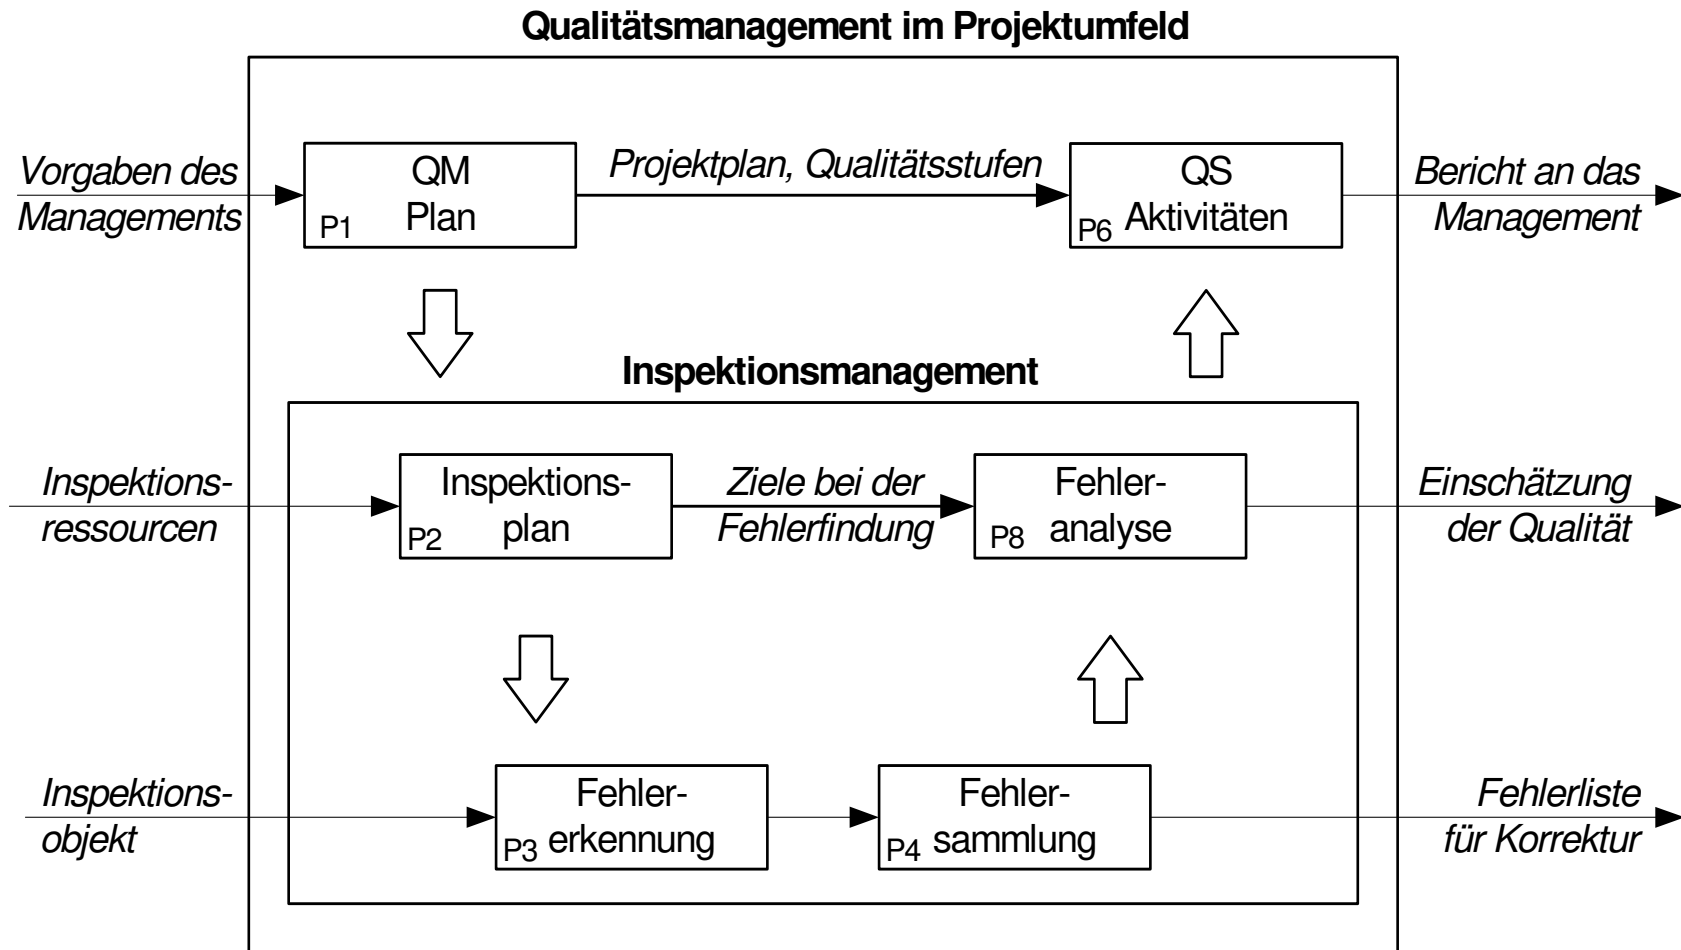 Qualitätsmanagement im Projektumfeld
Vorgaben des
Managements
QM
P1 Plan
Projektplan, Qualitätsstufen
QS
P6 Aktivitäten
Bericht an das
Management
Inspektionsmanagement
Inspektions-
ressourcen
Inspektions-
P2 plan
Ziele bei der
Fehlerfindung
Fehler-
P8 analyse
Einschätzung
der Qualität
Inspektions-
objekt
Fehler-
P3 erkennung
Fehler-
P4 sammlung
Fehlerliste
für Korrektur